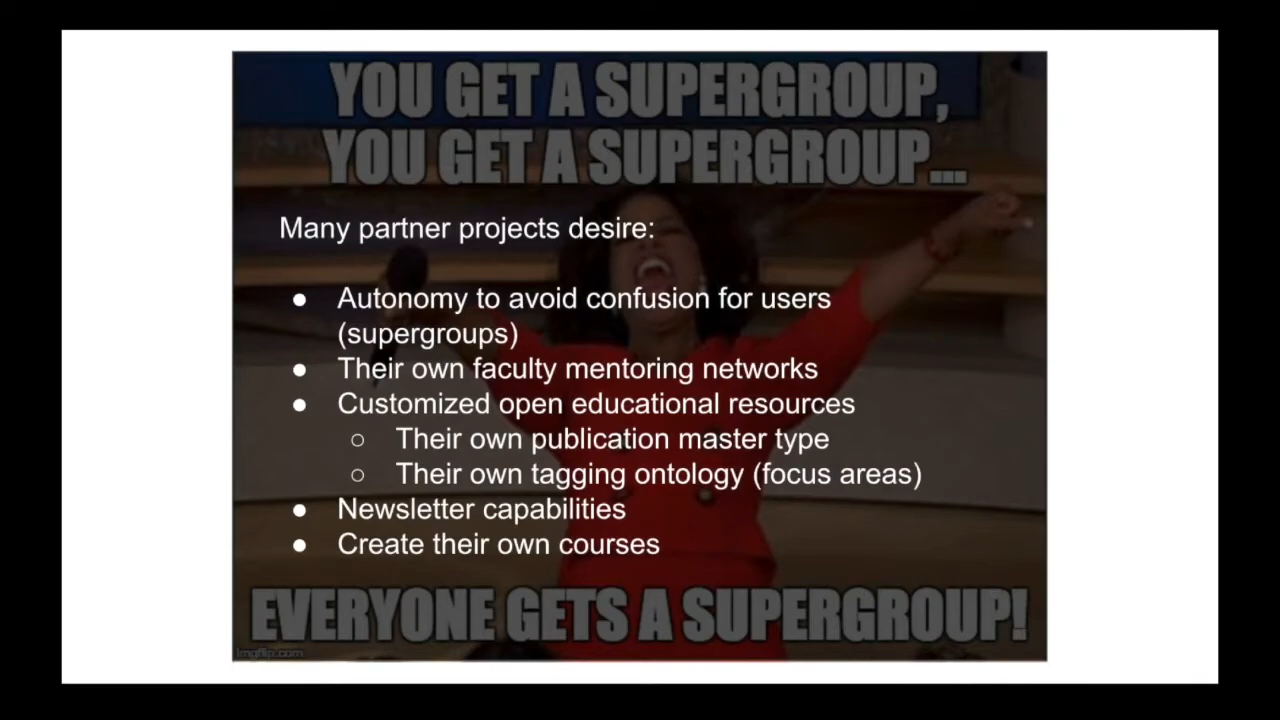 YOU GET A SUPERGROUP,
YOU GET A SUPERGROUP...
Many partner projects desire:
● Autonomy to avoid confusion for users
(supergroups)
● Their own faculty mentoring networks
● Customized open educational resources
○ Their own publication master type
○ Their own tagging ontology (focus areas)
● Newsletter capabilities
● Create their own courses
EVERYONE GETS A SUPERGROUP!
imgflip.com